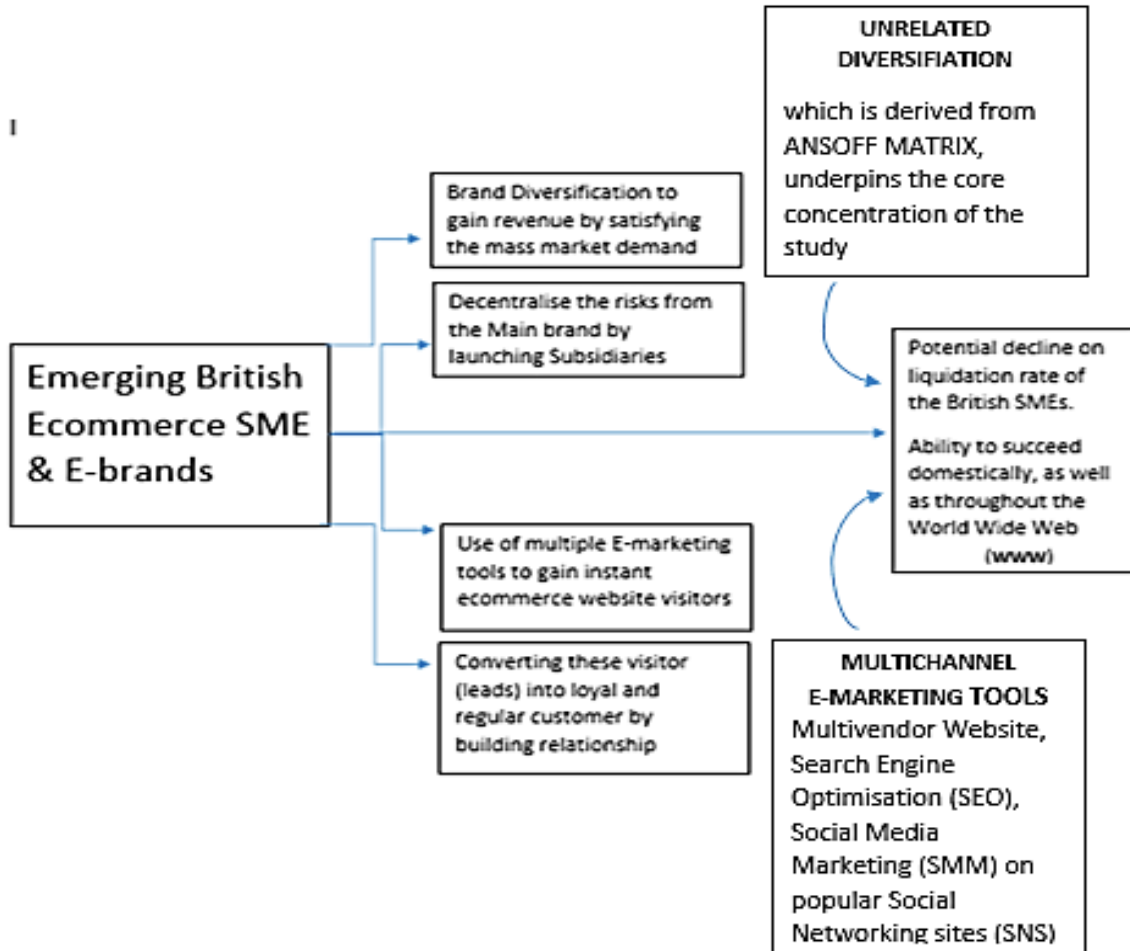 UNRELATED
DIVERSIFIATION
which is derived from
ANSOFF MATRIX,
underpins the core
concentration of the
study
Brand Diversification to
gain revenue by satisfying
the mass market demand
Decentralise the risks from
the Main brand by
launching Subsidiaries
Emerging British
Ecommerce SME
& E-brands
Potential decline on
liquidation rate of
the British SMEs.
Ability to succeed
domestically, as well
as throughout the
World Wide Web
(www)
Use of multiple E-marketing
tools to gain instant
ecommerce website visitors
Converting these visitor
(leads) into loyal and
regular customer by
building relationship
MULTICHANNEL
E-MARKETING TOOLS
Multivendor Website,
Search Engine
Optimisation (SEO),
Social Media
Marketing (SMM) on
popular Social
Networking sites (SNS)